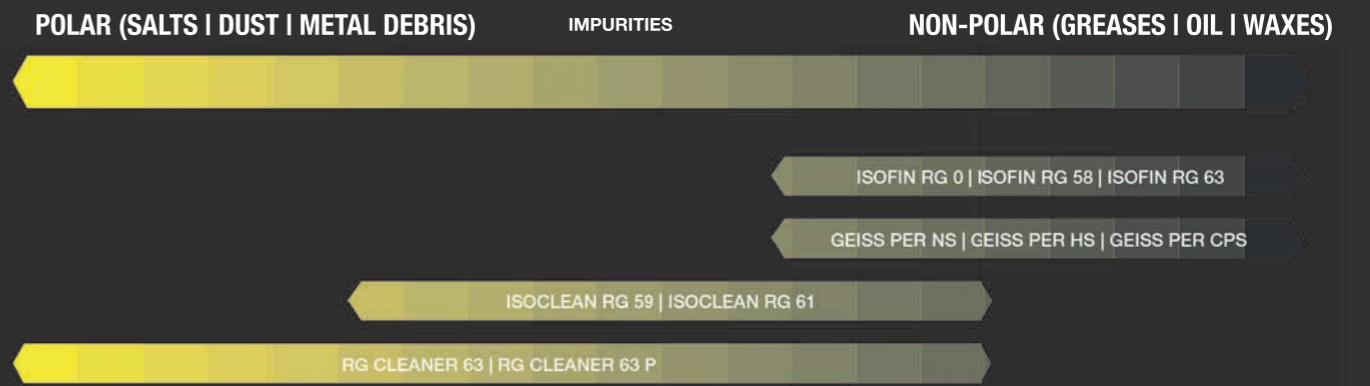 POLAR (SALTS | DUST | METAL DEBRIS) IMPURITIES NON-POLAR (GREASES | OIL | WAXES)
ISOFIN RG 0 | ISOFIN RG 58 | ISOFIN RG 63
GEISS PER NS | GEISS PER HS | GEISS PER CPS
ISOCLEAN RG 59 | ISOCLEAN RG 61
RG CLEANER 63 | RG CLEANER 63 P